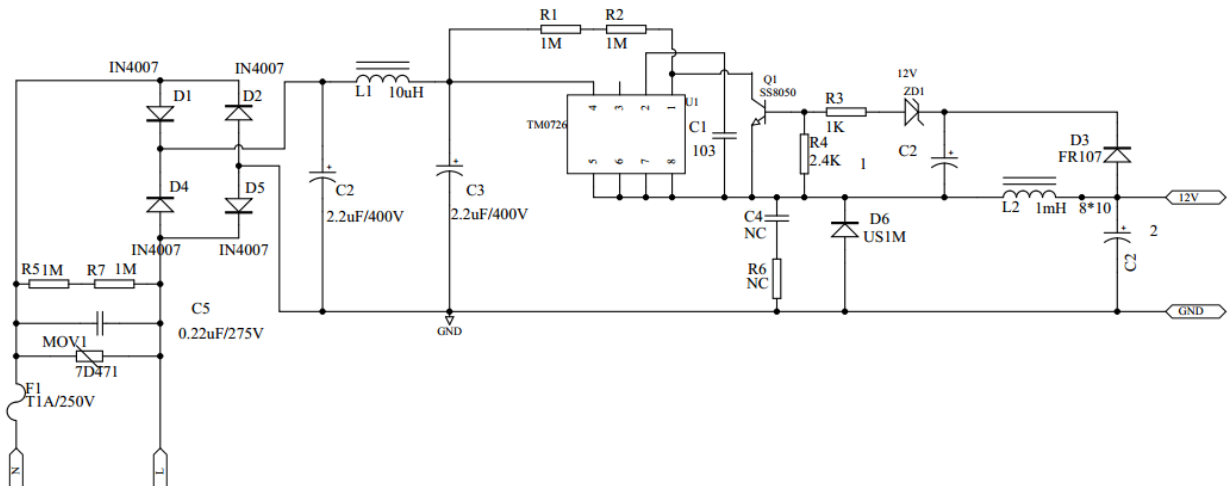 R1
R2
1M
1M
IN4007
IN4007
D1
D2
L1
10uH
4
3
2
1
U1
TM0726
5
6
7
8
C1
103
Q1
SS8050
12V
ZD1
R3
1K
R4
2.4K
1
C2
D3
FR107
D4
D5
C2
2.2uF/400V
C3
2.2uF/400V
L2
1mH
8*10
12V
C4
NC
D6
US1M
2
C2
IN4007
IN4007
R5
1M
R7
1M
R6
NC
C5
0.22uF/275V
GND
GND
MOV1
7D471
F1
T1A/250V
N
L